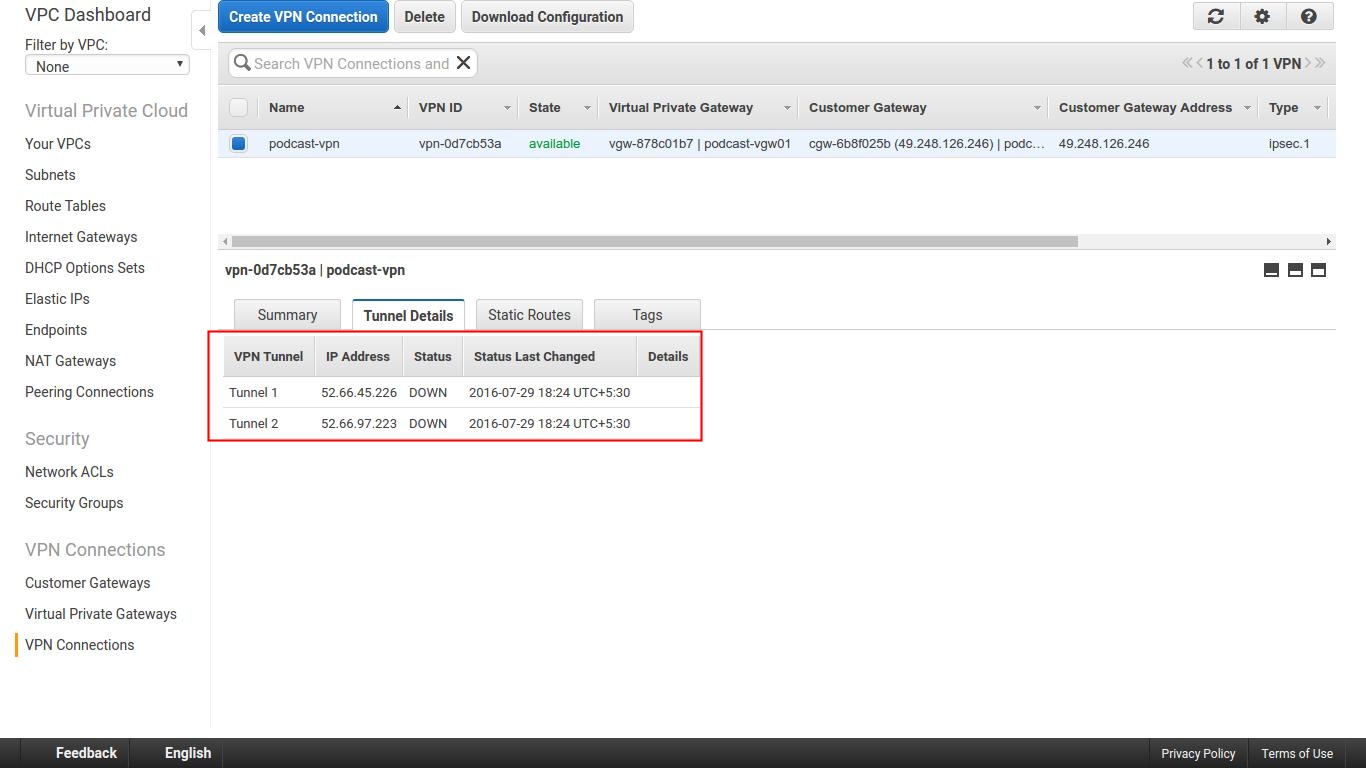 VPC Dashboard
Filter by VPC:
None
Virtual Private Cloud
Your VPCs
Subnets
Route Tables
Internet Gateways
DHCP Options Sets
Elastic IPs
Endpoints
NAT Gateways
Peering Connections
Security
Network ACLs
Security Groups
VPN Connections
Customer Gateways
Virtual Private Gateways
VPN Connections
Create VPN Connection Delete Download Configuration
Search VPN Connections and 1 to 1 of 1 VPN
Name VPN ID State Virtual Private Gateway Customer Gateway Customer Gateway Address Type
podcast-vpn vpn-0d7cb53a available vgw-878c01b7 | podcast-vgw01 cgw-6b8f025b (49.248.126.246) | podc... 49.248.126.246 ipsec.1
vpn-0d7cb53a | podcast-vpn
Summary Tunnel Details Static Routes Tags
VPN Tunnel IP Address Status Status Last Changed Details
Tunnel 1 52.66.45.226 DOWN 2016-07-29 18:24 UTC+5:30
Tunnel 2 52.66.97.223 DOWN 2016-07-29 18:24 UTC+5:30
Feedback English Privacy Policy Terms of Use